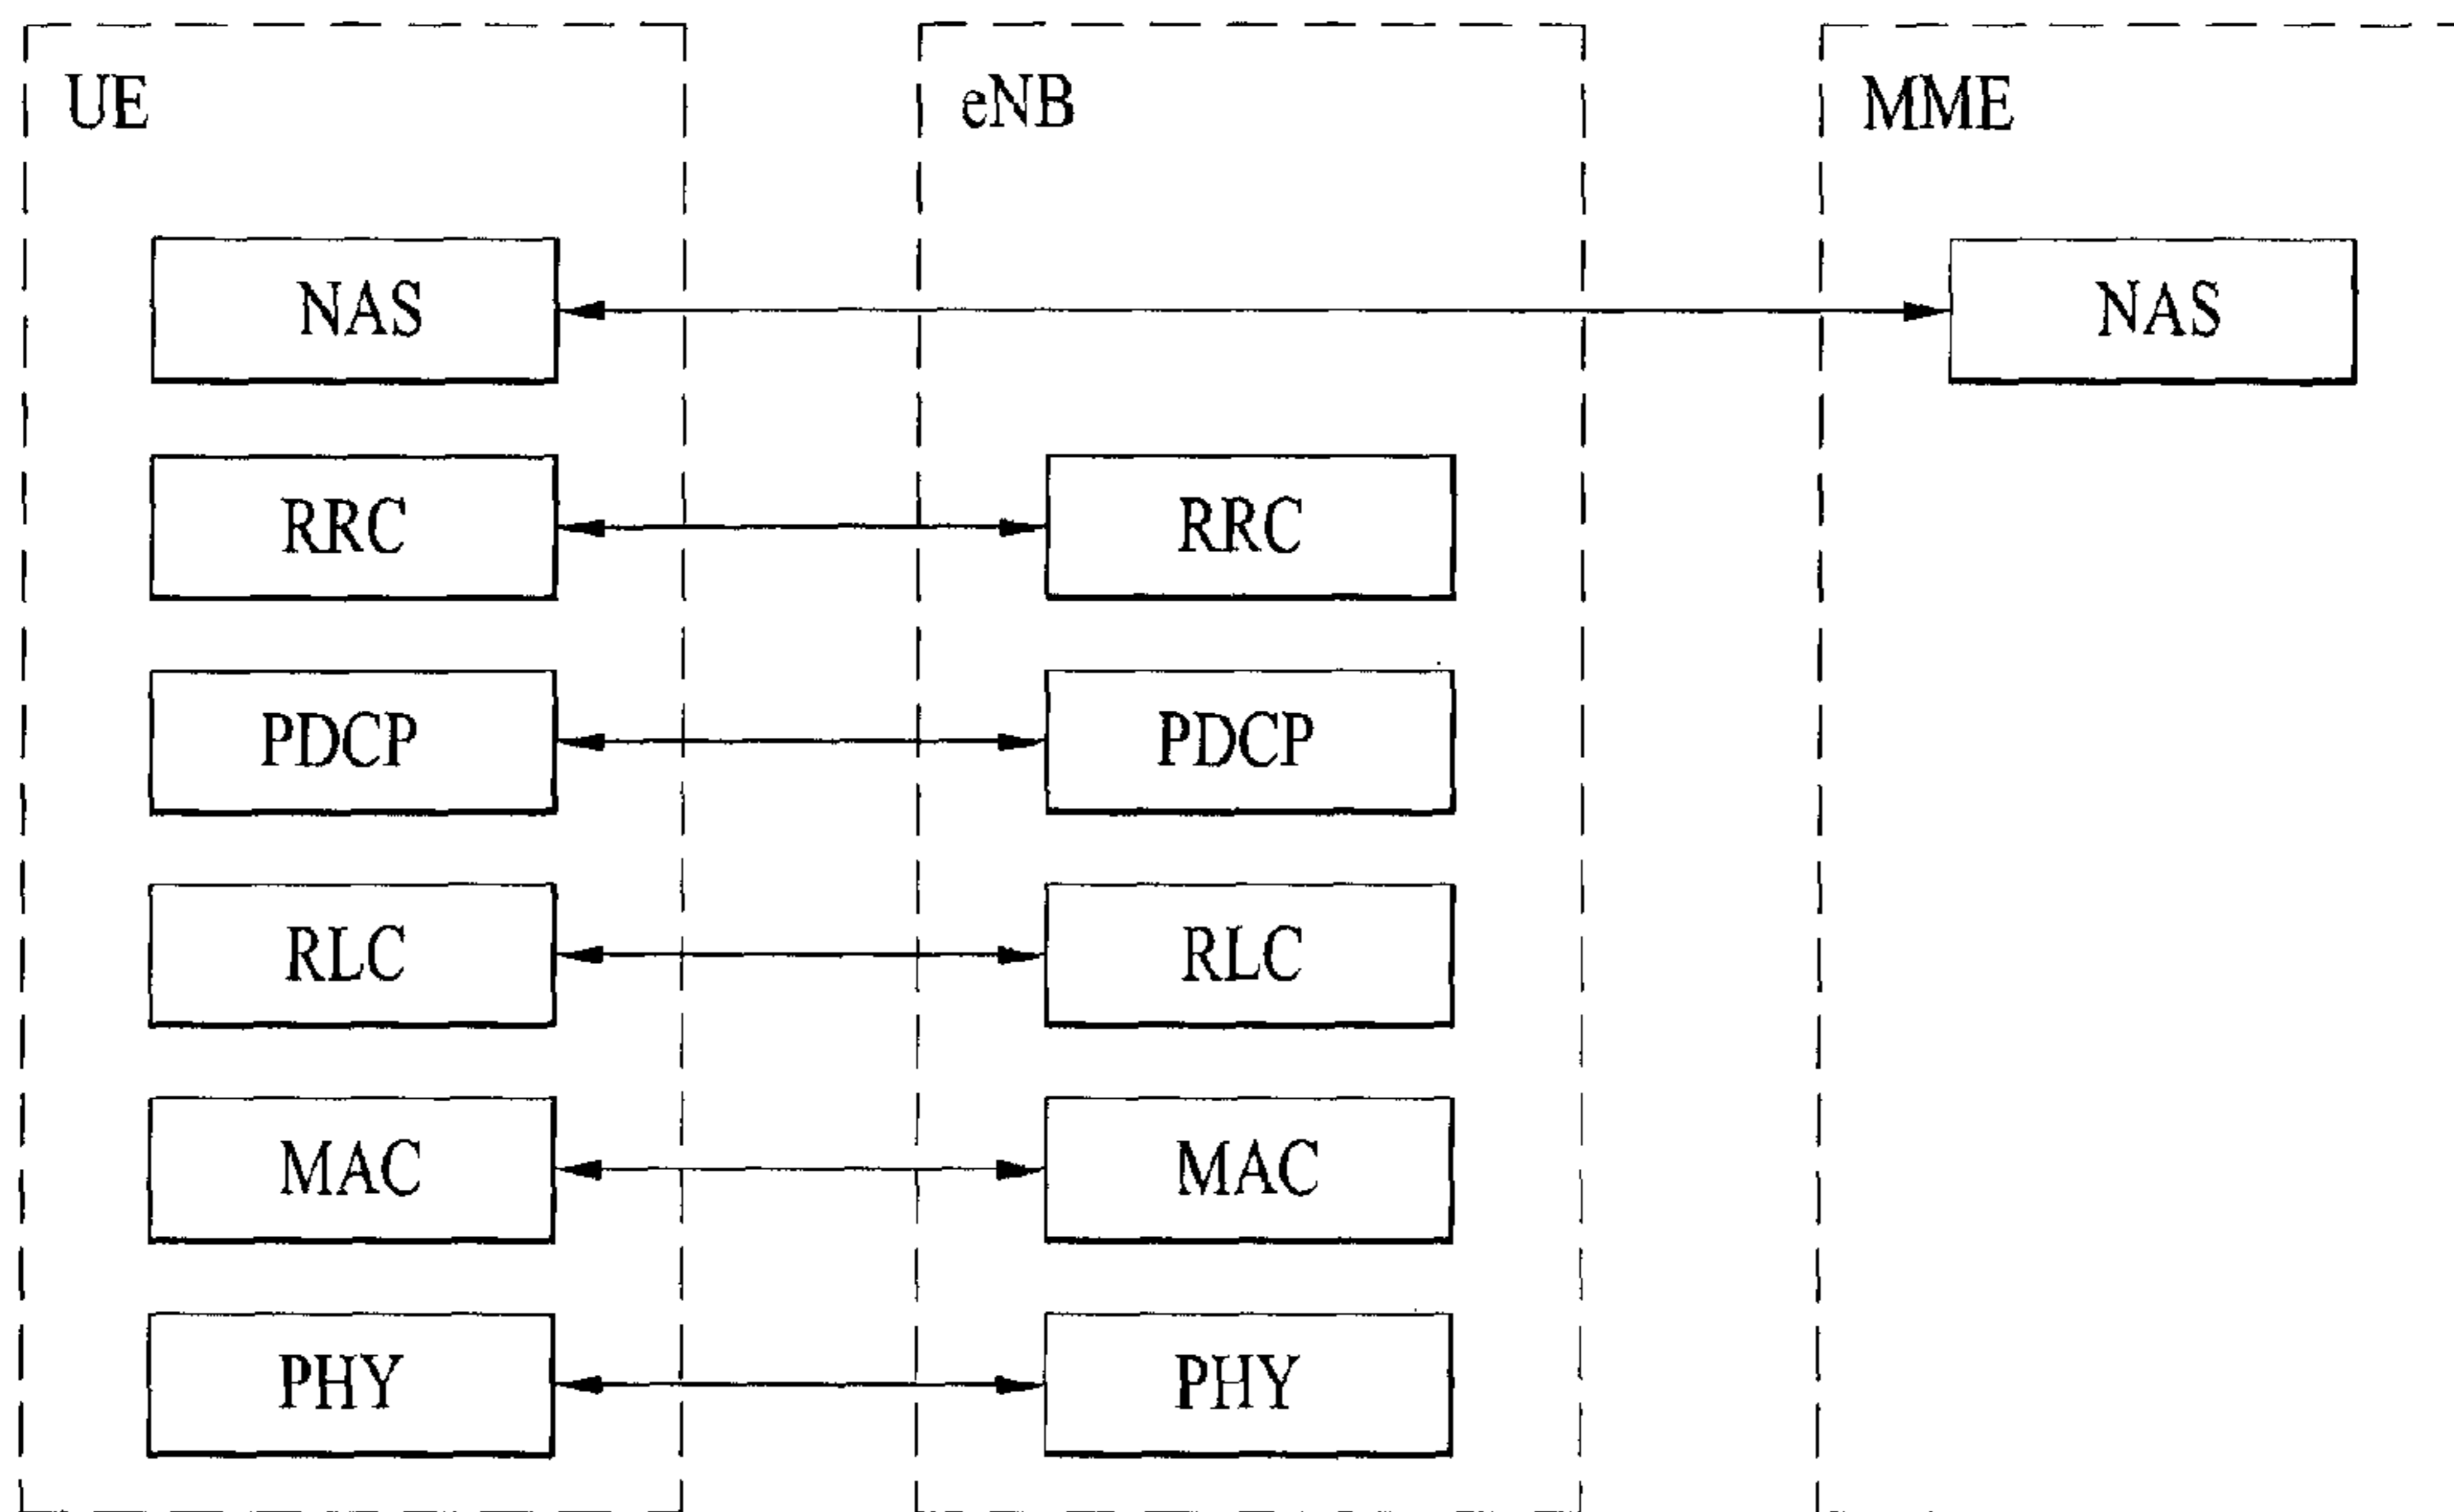 UE
eNB
MME
NAS
NAS
RRC
RRC
PDCP
PDCP
RLC
RLC
MAC
MAC
PHY
PHY